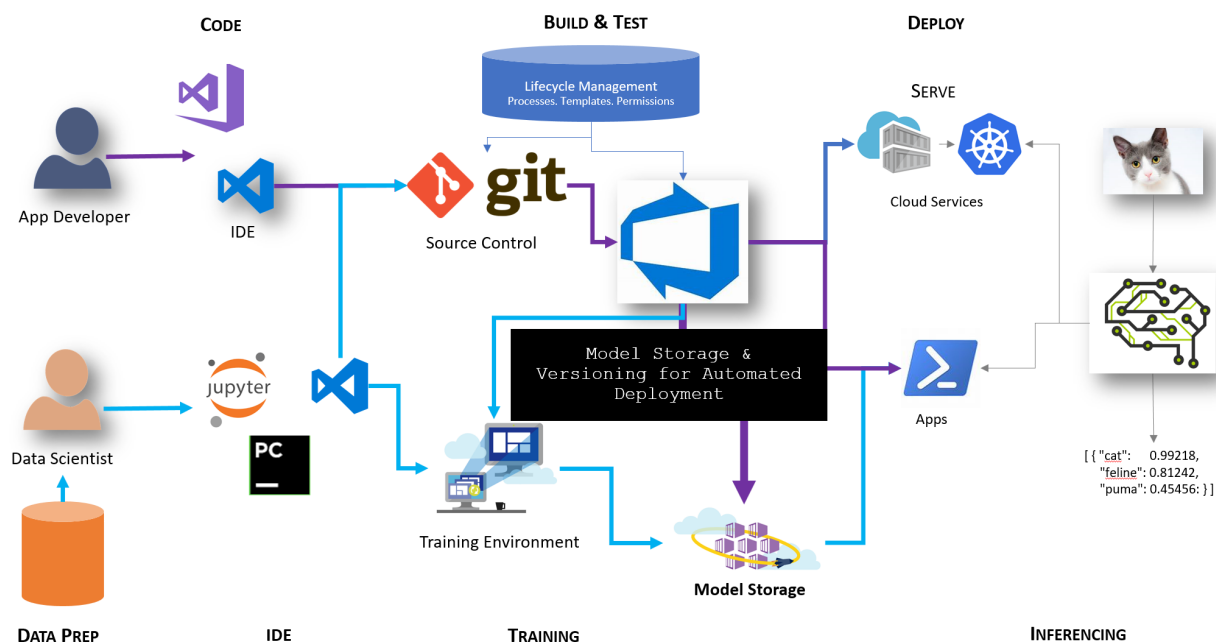 CODE
BUILD & TEST
DEPLOY
Lifecycle Management
Processes. Templates. Permissions
SERVE
App Developer
IDE
git
Source Control
Cloud Services
Model Storage &
Versioning for Automated
Deployment
jupyter
PC
Data Scientist
Apps
[ { "cat": 0.99218,
"feline": 0.81242,
"puma": 0.45456: } ]
Training Environment
Model Storage
DATA PREP
IDE
TRAINING
INFERENCING